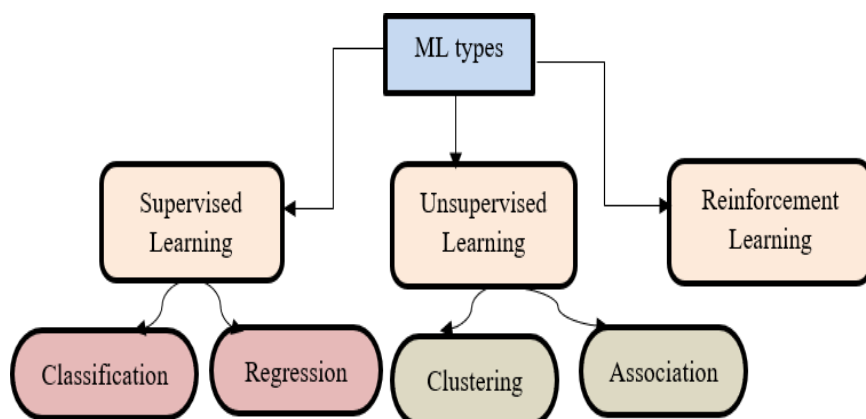 ML types
Supervised
Learning
Unsupervised
Learning
Reinforcement
Learning
Classification
Regression
Clustering
Association